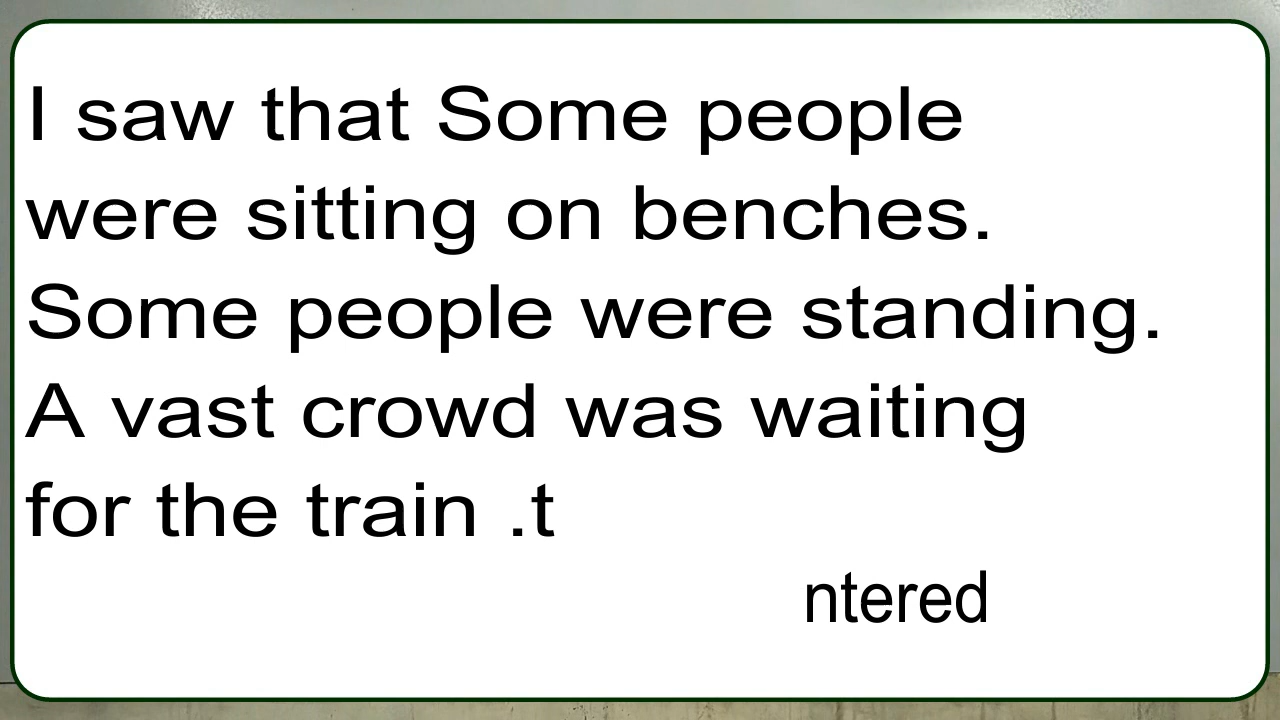 I saw that Some people
were sitting on benches.
Some people were standing.
A vast crowd was waiting
for the train .t
ntered